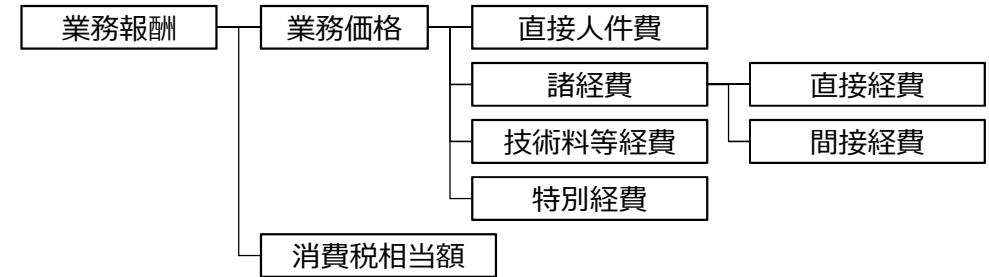 業務報酬
業務価格
直接人件費
諸経費
直接経費
間接経費
技術料等経費
特別経費
消費税相当額